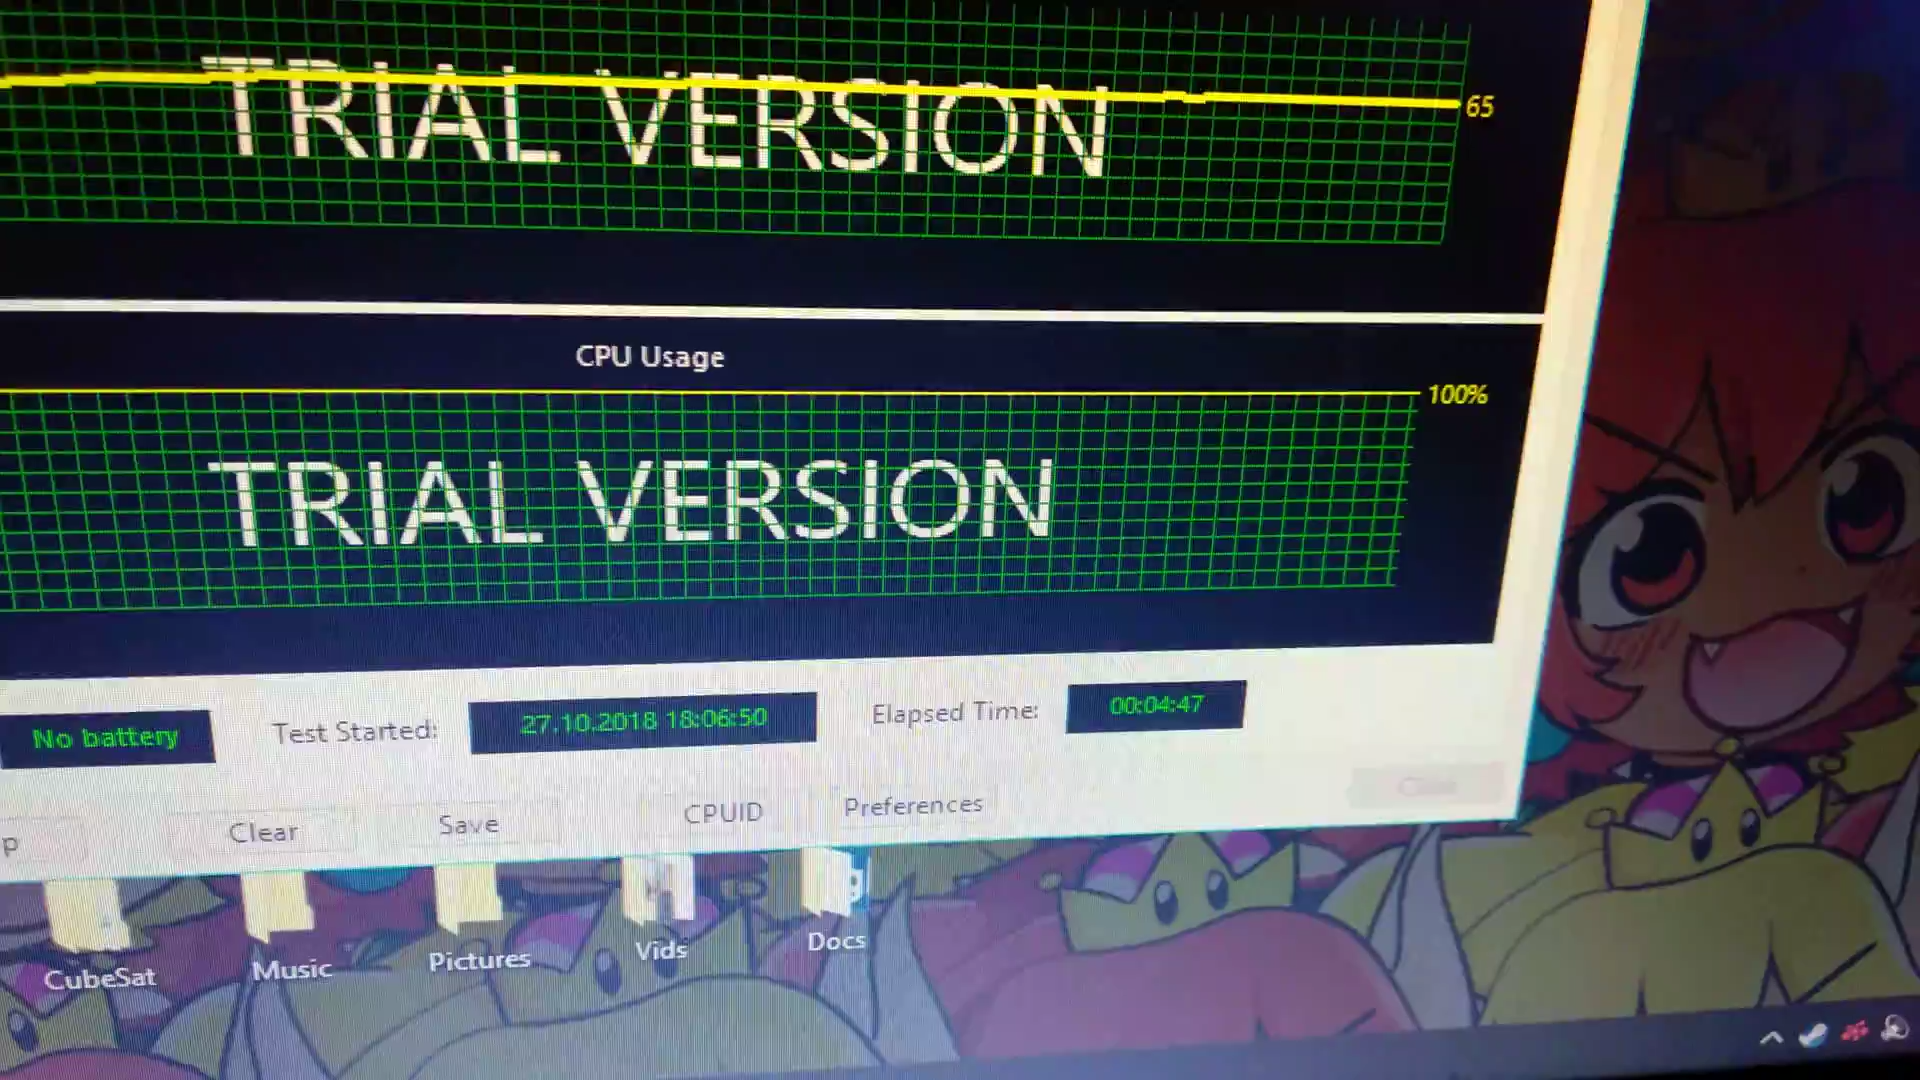 TRIAL VERSION
65
CPU Usage
100%
TRIAL VERSION
No battery Test Started: 27.10.2018 18:06:50 Elapsed Time: 00:04:47
p Clear Save CPUID Preferences
CubeSat Music Pictures Vids Docs